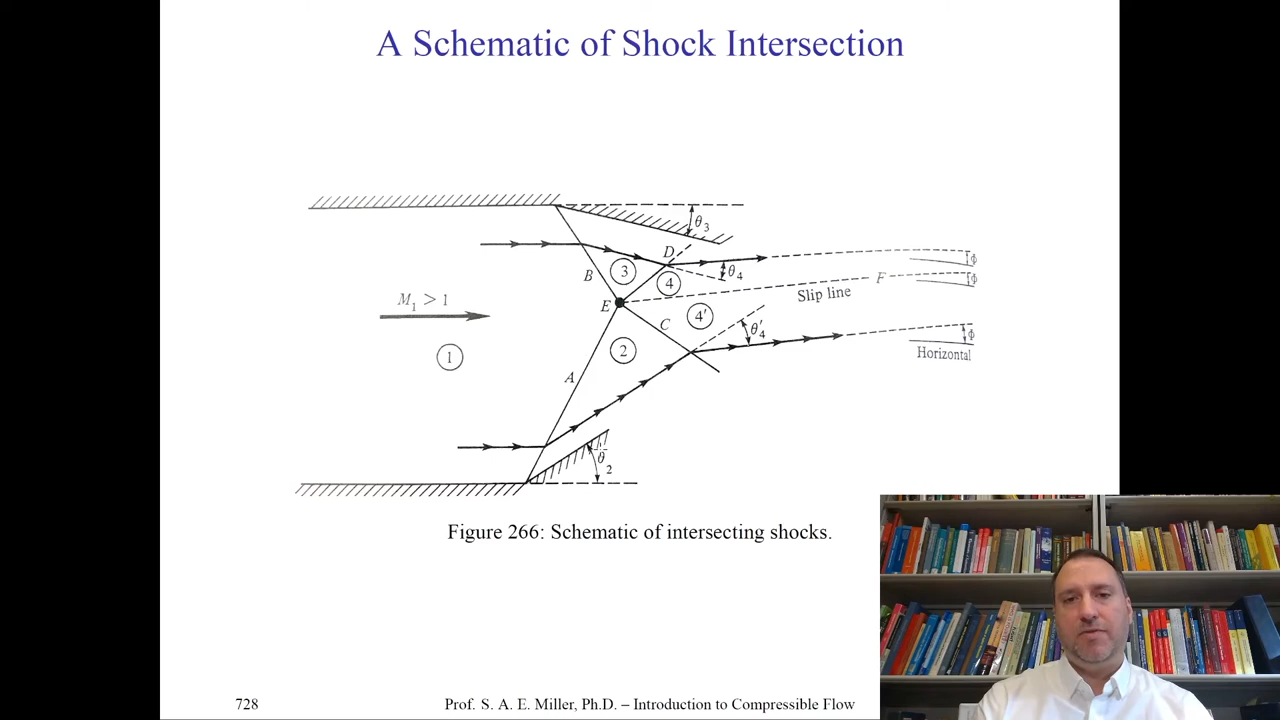 A Schematic of Shock Intersection
θ3
D
B
3
4
θ4
Φ
F
Φ
M1 > 1
E
Slip line
C
4'
θ'4
Φ
1
2
Horizontal
A
θ2
Figure 266: Schematic of intersecting shocks.
728
Prof. S. A. E. Miller, Ph.D. – Introduction to Compressible Flow